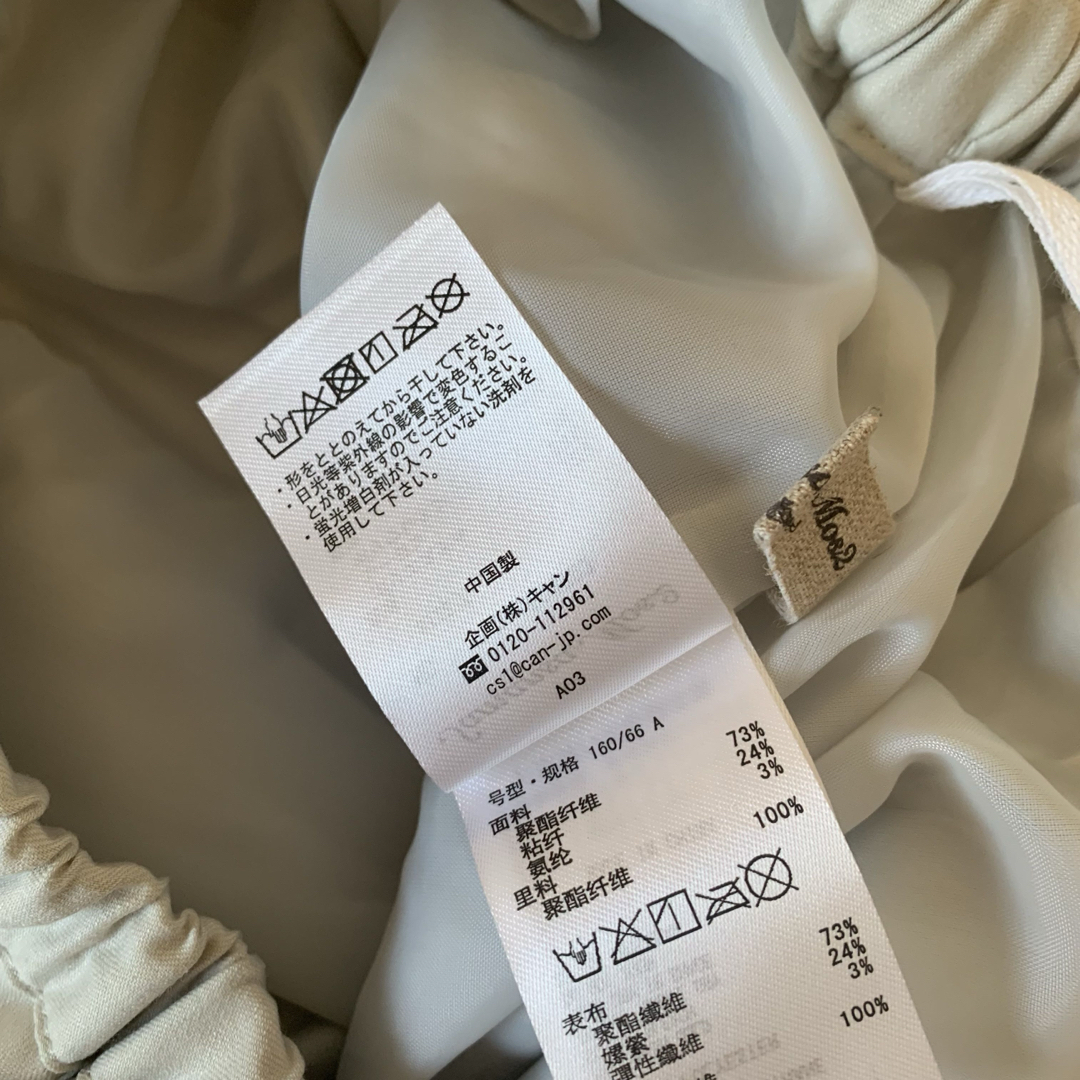 ・形をととのえてから干して下さい。
・日光等紫外線の影響で変色するこ
とがありますのでご注意ください。
・蛍光増白剤が入っていない洗剤を
使用して下さい。
中国製
企画(株)キャン
0120-112961
cs1@can-jp.com
A03
号型・规格 160/66 A
面料
聚酯纤维 73%
粘纤 24%
氨纶 3%
里料
聚酯纤维 100%
表布
聚酯纖維 73%
嫘縈 24%
彈性纖維 3%
100%
Mos2